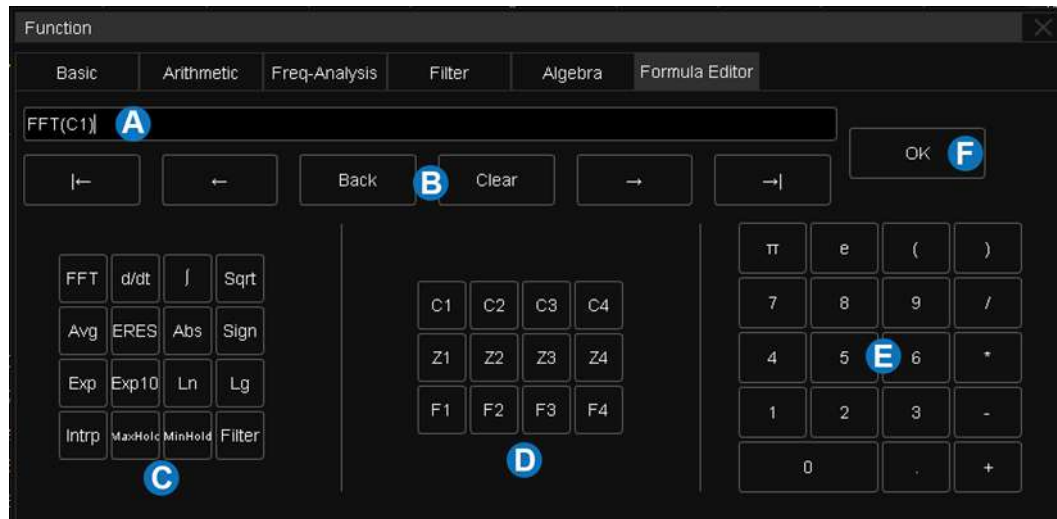 Function
Basic Arithmetic Freq-Analysis Filter Algebra Formula Editor
FFT(C1) A
OK F
|← ← Back B Clear → →|
FFT d/dt ∫ Sqrt
Avg ERES Abs Sign
Exp Exp10 Ln Lg
Intrp MaxHold MinHold Filter
C
C1 C2 C3 C4
Z1 Z2 Z3 Z4
F1 F2 F3 F4
D
π e ( )
7 8 9 /
4 5 E 6 *
1 2 3 -
0 . +